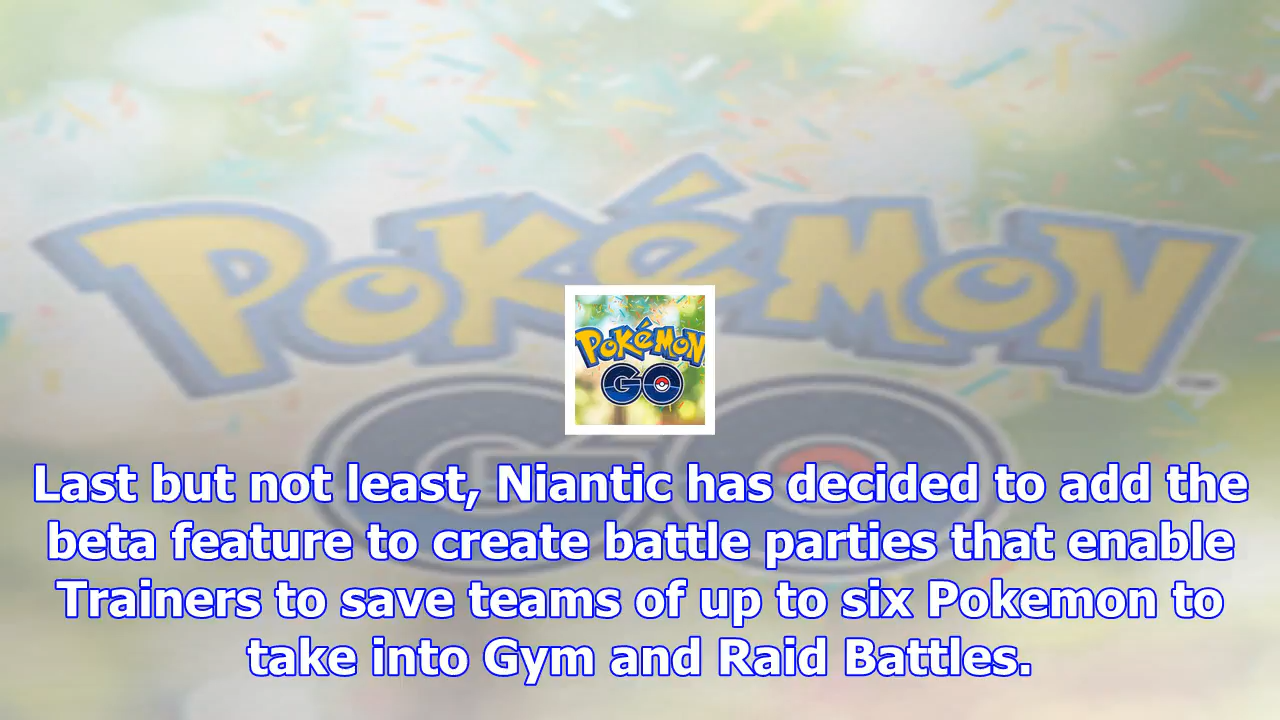 POKéMON
GO
POKéMON
GO
Last but not least, Niantic has decided to add the
beta feature to create battle parties that enable
Trainers to save teams of up to six Pokemon to
take into Gym and Raid Battles.